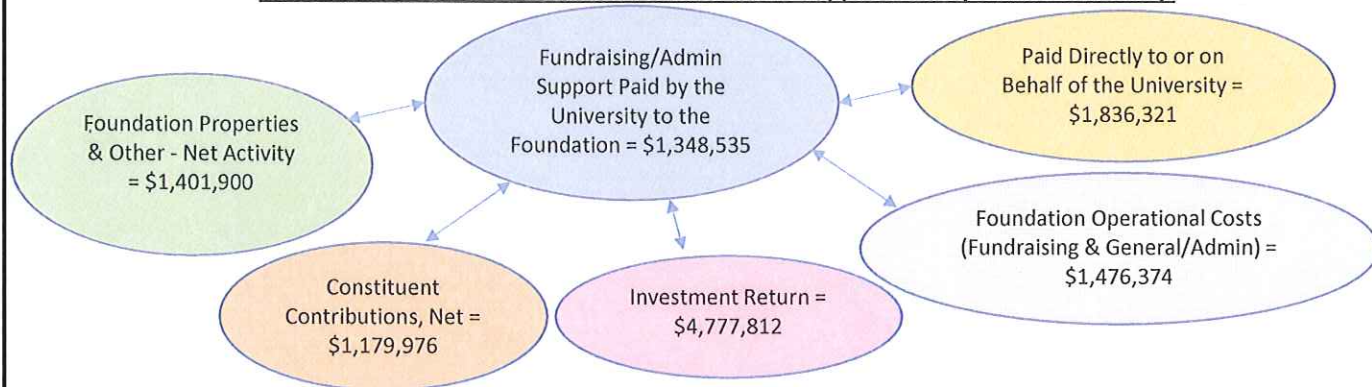 Fundraising/Admin
Support Paid by the
University to the
Foundation = $1,348,535
Paid Directly to or on
Behalf of the University =
$1,836,321
Foundation Properties
& Other - Net Activity
= $1,401,900
Foundation Operational Costs
(Fundraising & General/Admin) =
$1,476,374
Constituent
Contributions, Net =
$1,179,976
Investment Return =
$4,777,812